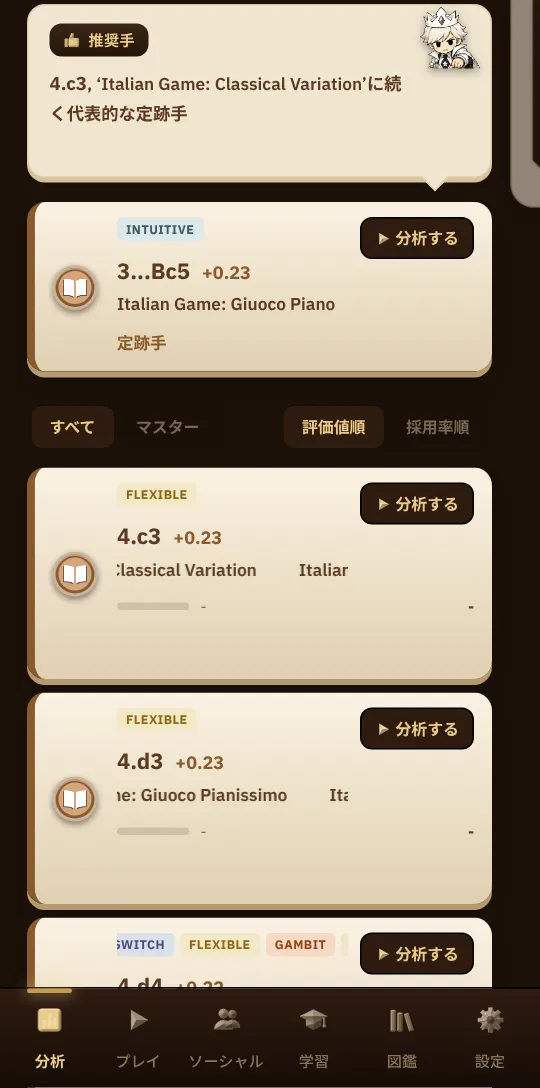 推奨手
4.c3, ‘Italian Game: Classical Variation’に続
く代表的な定跡手
INTUITIVE
分析する
3...Bc5 +0.23
Italian Game: Giuoco Piano
定跡手
すべて マスター 評価値順 採用率順
FLEXIBLE
分析する
4.c3 +0.23
Classical Variation Italian
-
-
FLEXIBLE
分析する
4.d3 +0.23
ne: Giuoco Pianissimo Ita
-
-
SWITCH FLEXIBLE GAMBIT
分析する
4.d4
分析 プレイ ソーシャル 学習 図鑑 設定